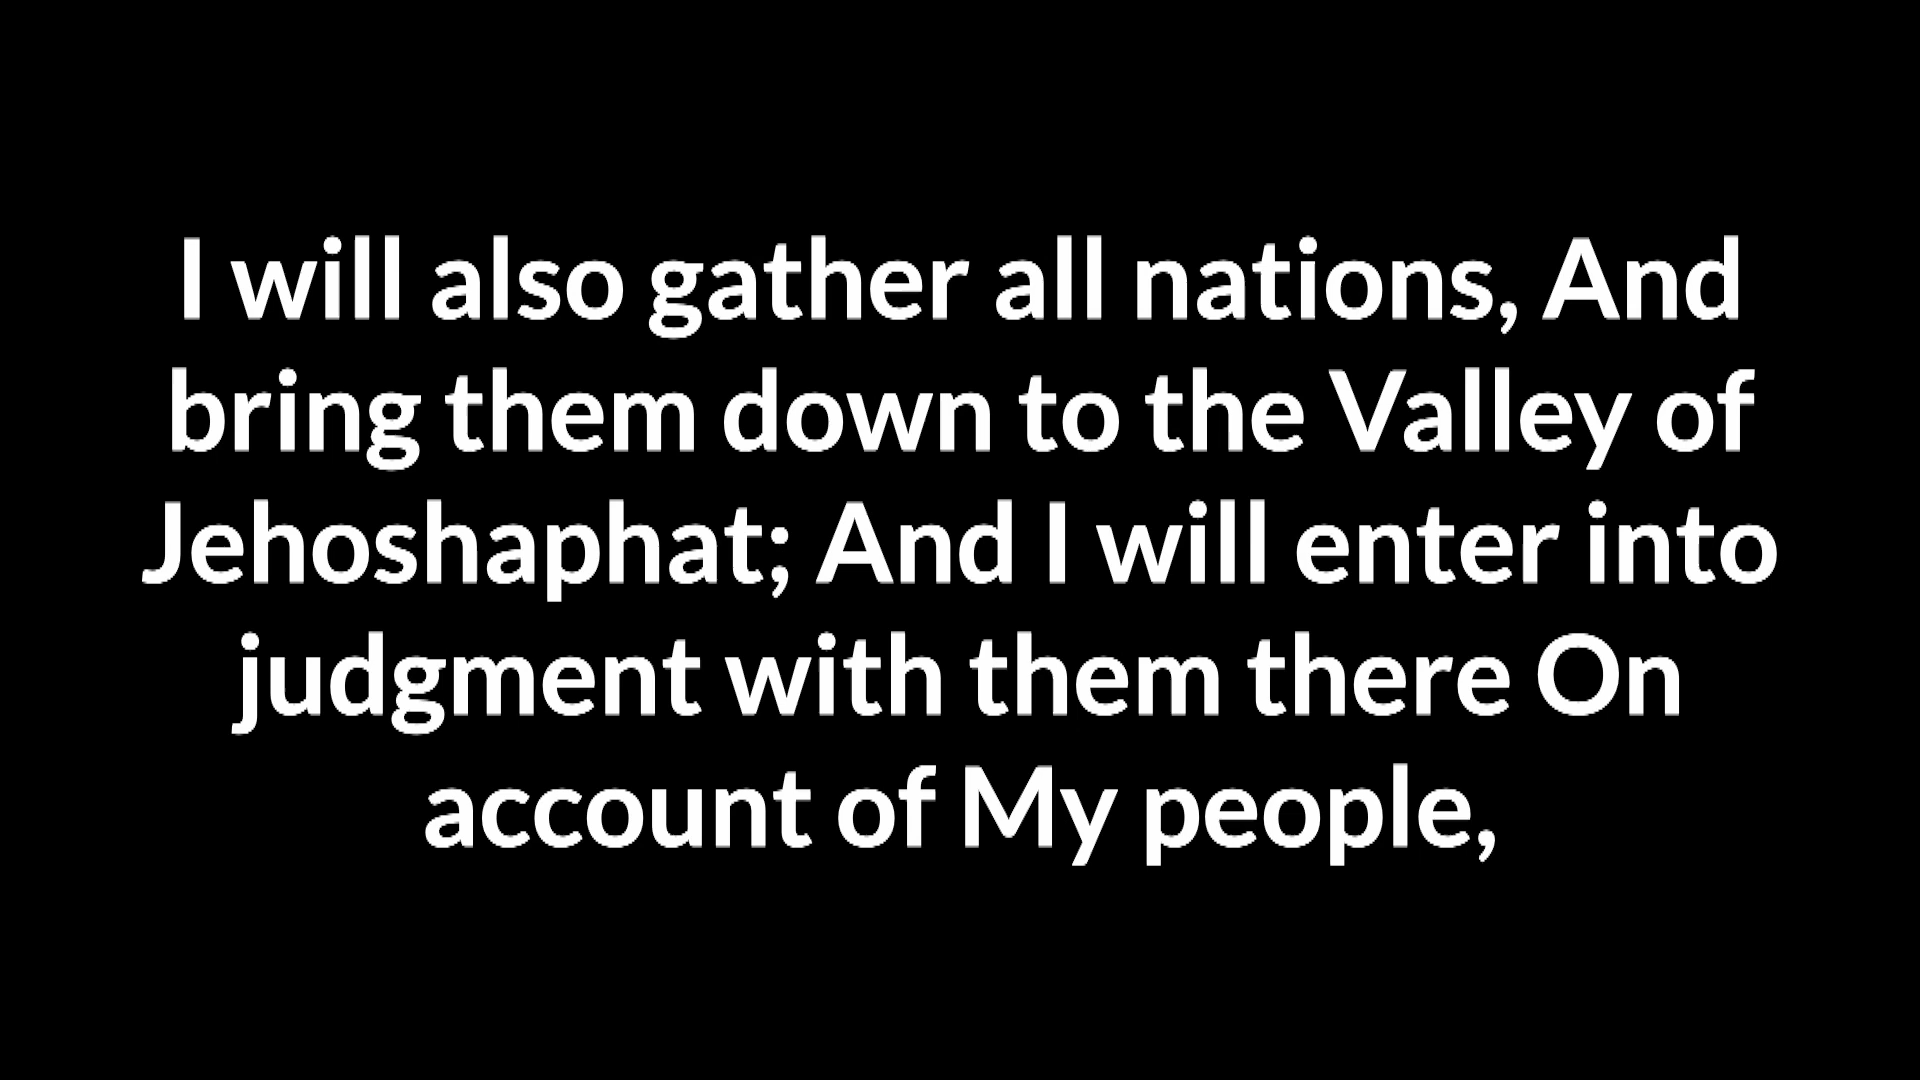 I will also gather all nations, And
bring them down to the Valley of
Jehoshaphat; And I will enter into
judgment with them there On
account of My people,